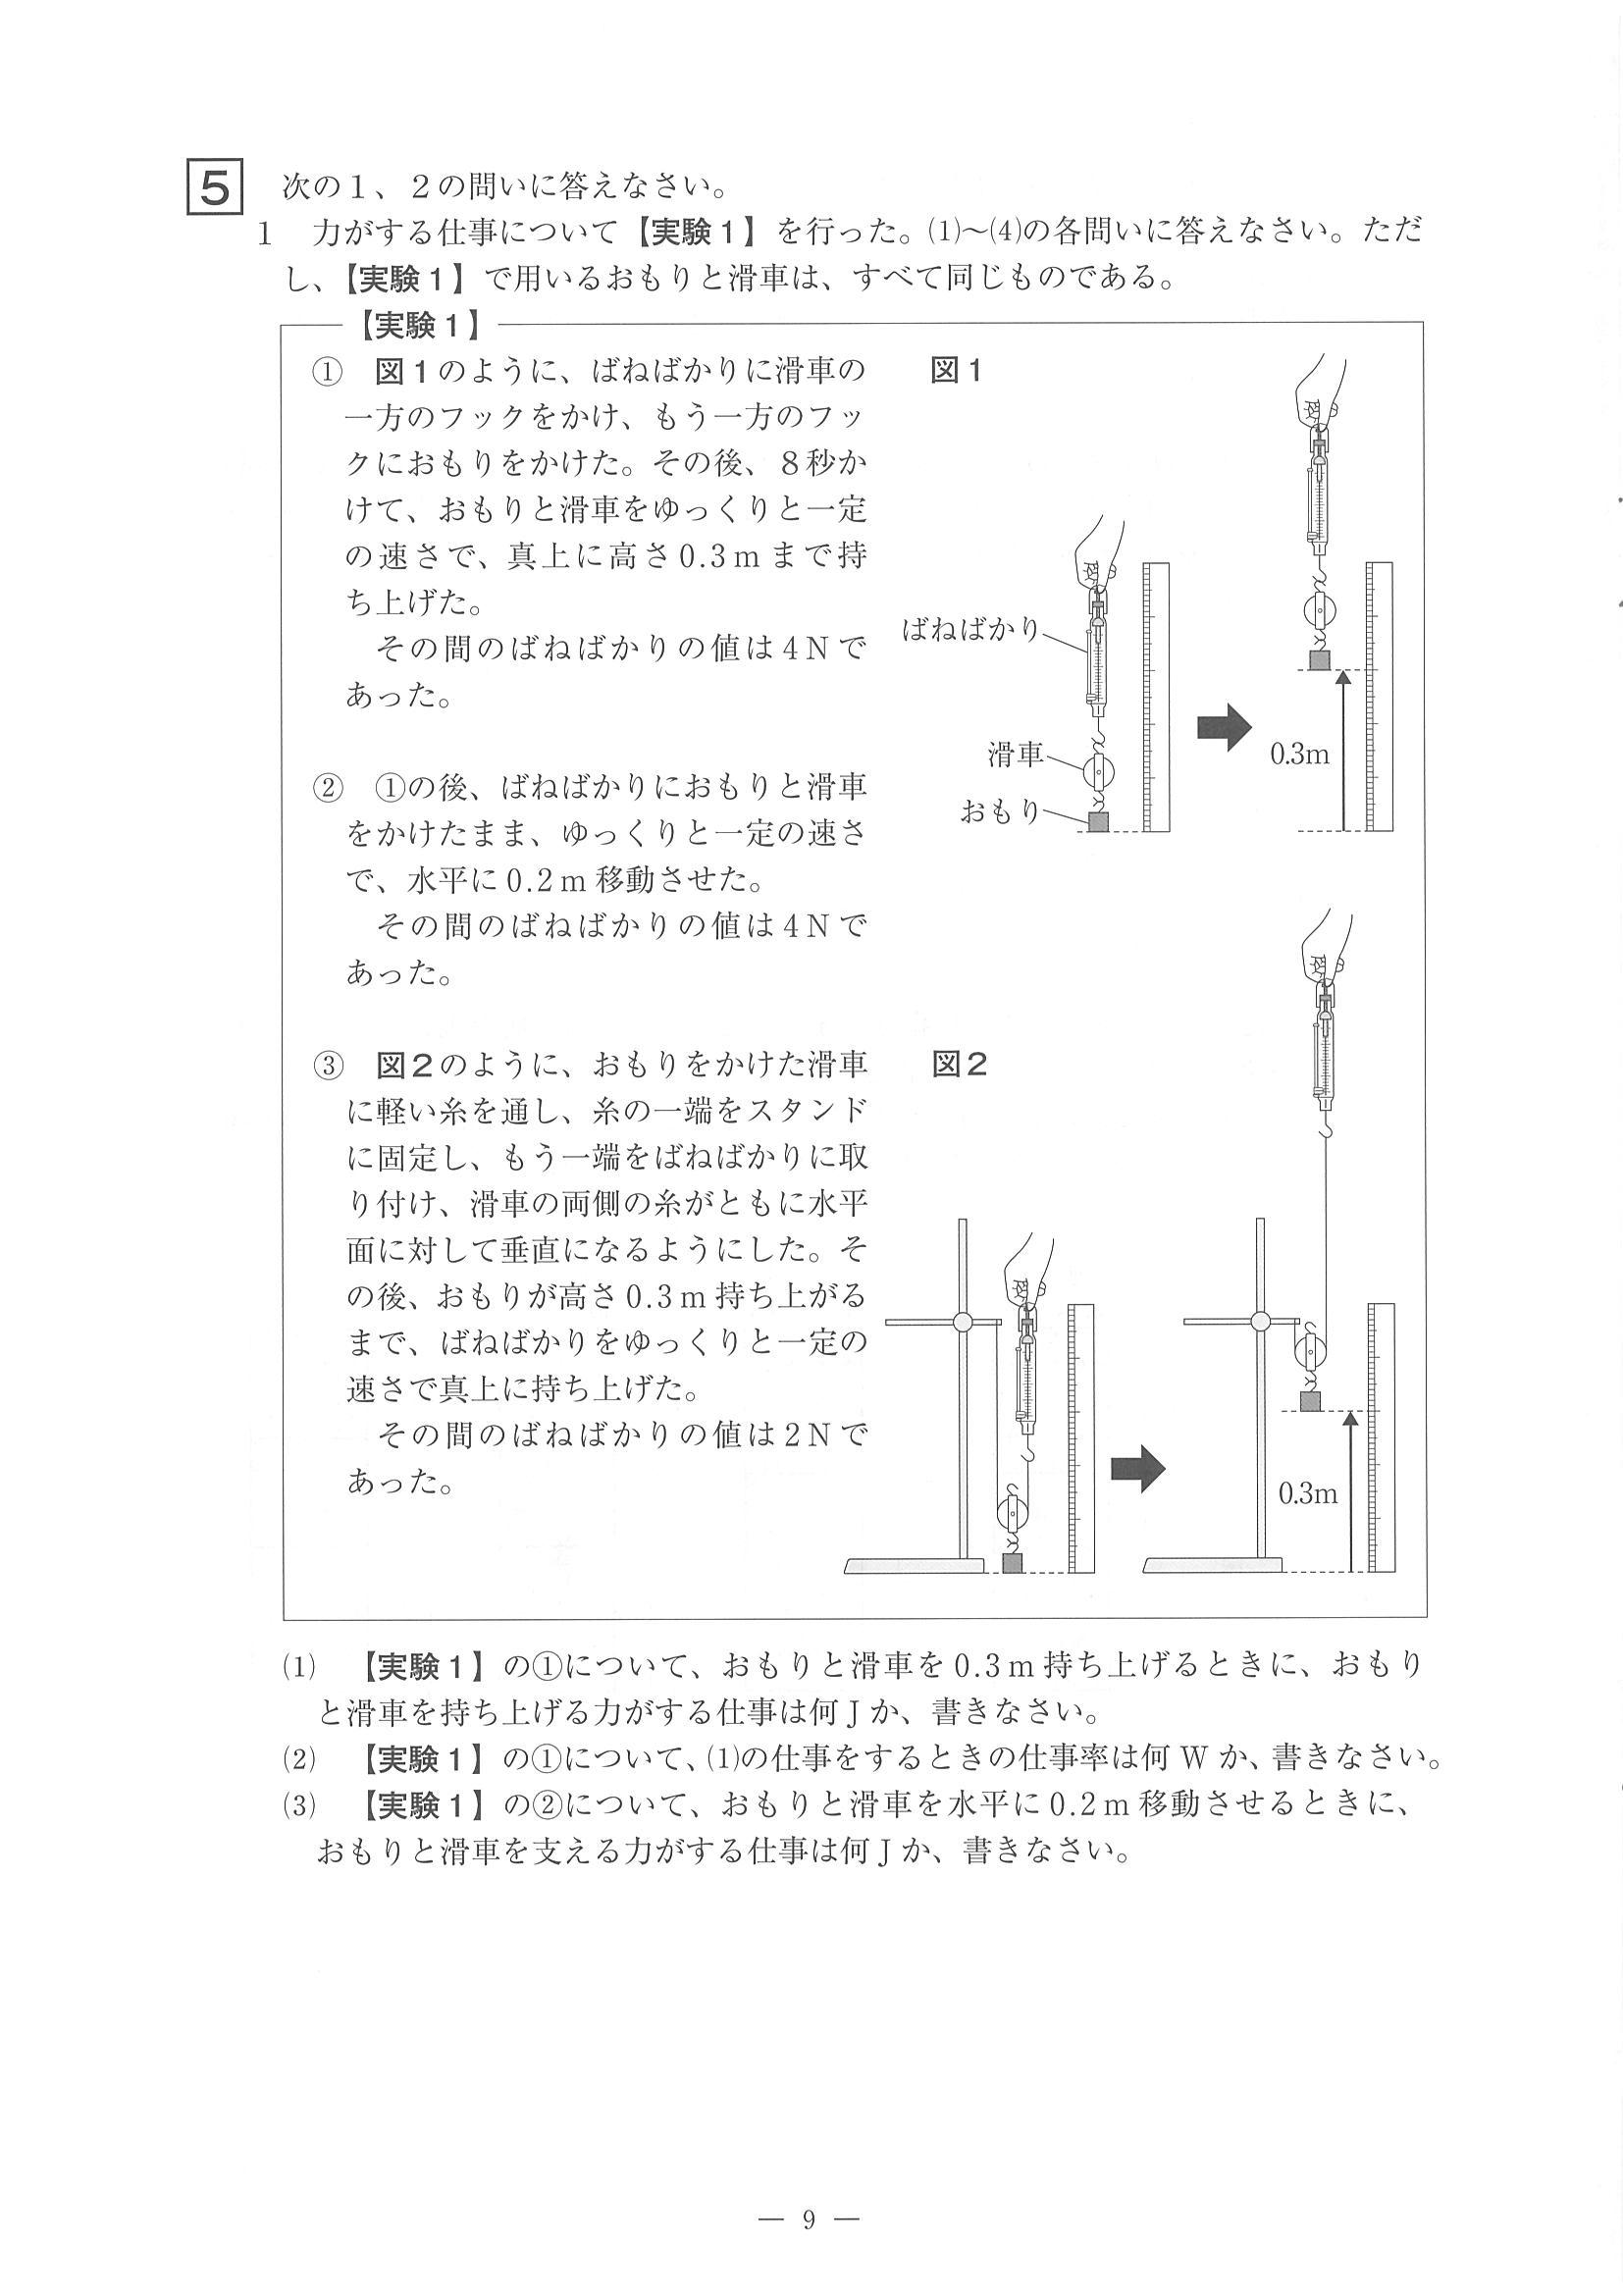 5 次の1、2の問いに答えなさい。
1 力がする仕事について【実験1】を行った。(1)～(4)の各問いに答えなさい。ただ
し、【実験1】で用いるおもりと滑車は、すべて同じものである。
【実験1】
① 図1のように、ばねばかりに滑車の
一方のフックをかけ、もう一方のフッ
クにおもりをかけた。その後、8秒か
けて、おもりと滑車をゆっくりと一定
の速さで、真上に高さ0.3mまで持
ち上げた。
その間のばねばかりの値は4Nで
あった。
図1
ばねばかり
滑車
おもり
0.3m
② ①の後、ばねばかりにおもりと滑車
をかけたまま、ゆっくりと一定の速さ
で、水平に0.2m移動させた。
その間のばねばかりの値は4Nで
あった。
③ 図2のように、おもりをかけた滑車
に軽い糸を通し、糸の一端をスタンド
に固定し、もう一端をばねばかりに取
り付け、滑車の両側の糸がともに水平
面に対して垂直になるようにした。そ
の後、おもりが高さ0.3m持ち上がる
まで、ばねばかりをゆっくりと一定の
速さで真上に持ち上げた。
その間のばねばかりの値は2Nで
あった。
図2
0.3m
(1) 【実験1】の①について、おもりと滑車を0.3m持ち上げるときに、おもり
と滑車を持ち上げる力がする仕事は何Jか、書きなさい。
(2) 【実験1】の①について、(1)の仕事をするときの仕事率は何Wか、書きなさい。
(3) 【実験1】の②について、おもりと滑車を水平に0.2m移動させるときに、
おもりと滑車を支える力がする仕事は何Jか、書きなさい。
― 9 ―